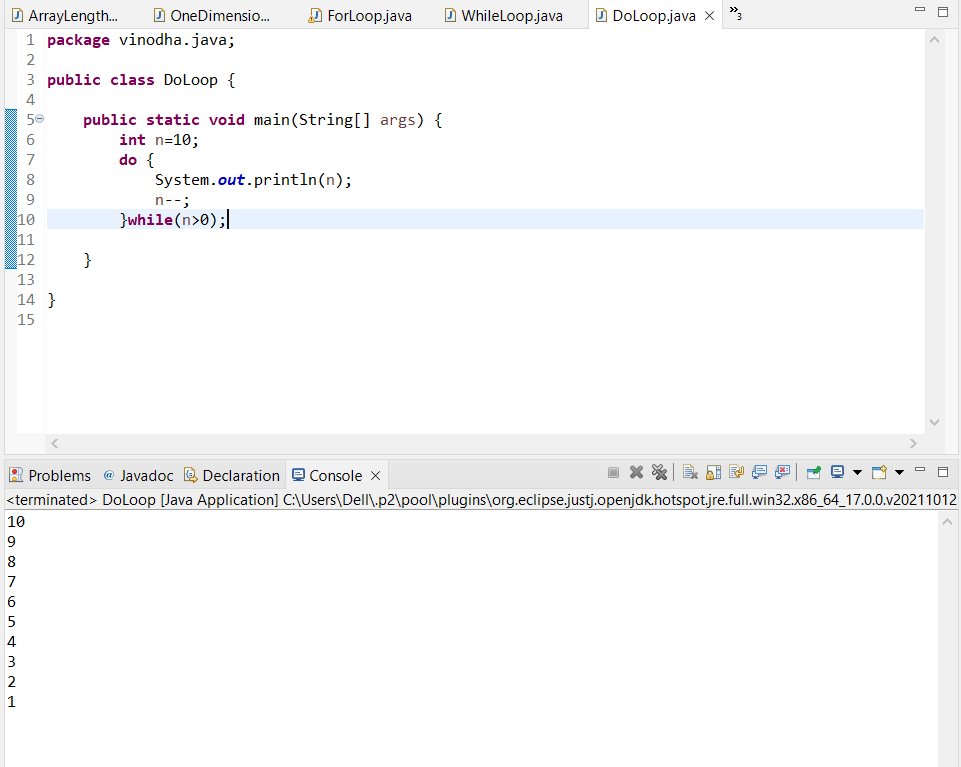 ArrayLength... OneDimensio... ForLoop.java WhileLoop.java DoLoop.java »3
1 package vinodha.java;
2
3 public class DoLoop {
4
5 public static void main(String[] args) {
6 int n=10;
7 do {
8 System.out.println(n);
9 n--;
10 }while(n>0);
11
12 }
13
14 }
15
Problems @ Javadoc Declaration Console
<terminated> DoLoop [Java Application] C:\Users\Dell\.p2\pool\plugins\org.eclipse.justj.openjdk.hotspot.jre.full.win32.x86_64_17.0.0.v20211012
10
9
8
7
6
5
4
3
2
1